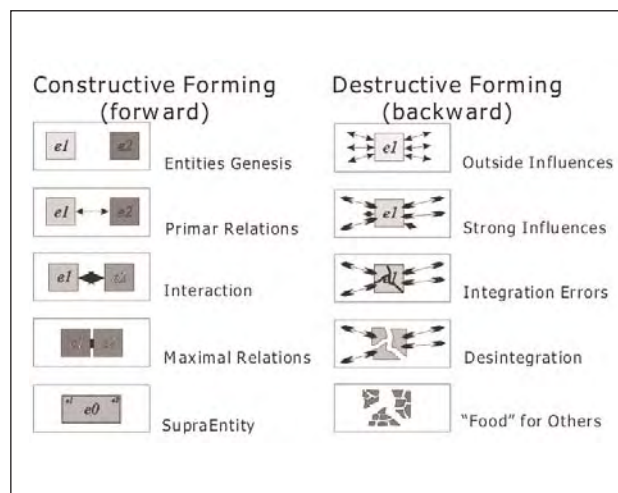 Constructive Forming
(forward)
e1 e2
Entities Genesis
e1 e2
Primar Relations
e1
Interaction
Maximal Relations
e0
SupraEntity
Destructive Forming
(backward)
e1
Outside Influences
e1
Strong Influences
Integration Errors
Desintegration
"Food" for Others